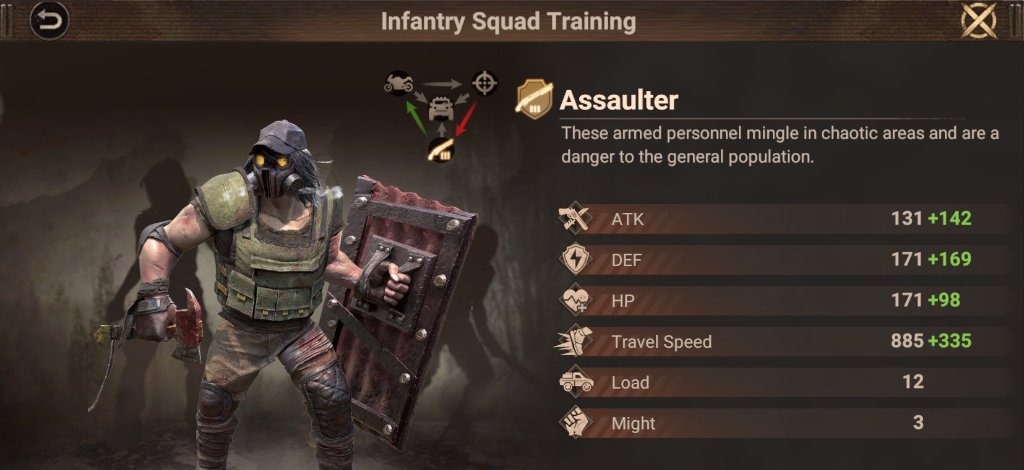 Infantry Squad Training
Assaulter
These armed personnel mingle in chaotic areas and are a
danger to the general population.
ATK 131 +142
DEF 171 +169
HP 171 +98
Travel Speed 885 +335
Load 12
Might 3